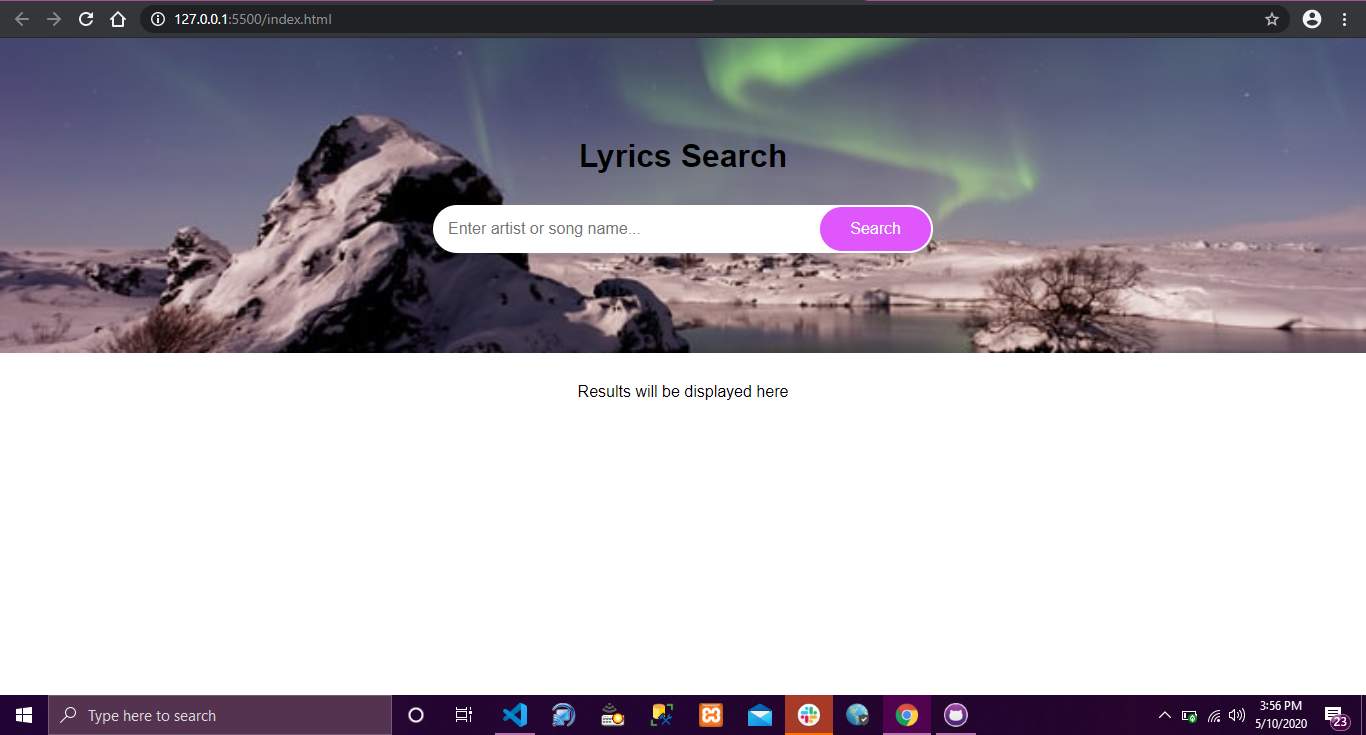 127.0.0.1:5500/index.html
Lyrics Search
Enter artist or song name...
Search
Results will be displayed here
Type here to search
3:56 PM
5/10/2020
23